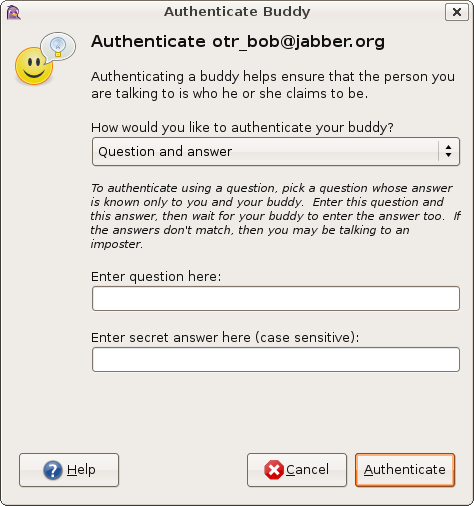 Authenticate Buddy
Authenticate otr_bob@jabber.org
Authenticating a buddy helps ensure that the person you
are talking to is who he or she claims to be.
How would you like to authenticate your buddy?
Question and answer
To authenticate using a question, pick a question whose answer
is known only to you and your buddy.  Enter this question and
this answer, then wait for your buddy to enter the answer too.  If
the answers don't match, then you may be talking to an
imposter.
Enter question here:
Enter secret answer here (case sensitive):
Help
Cancel
Authenticate